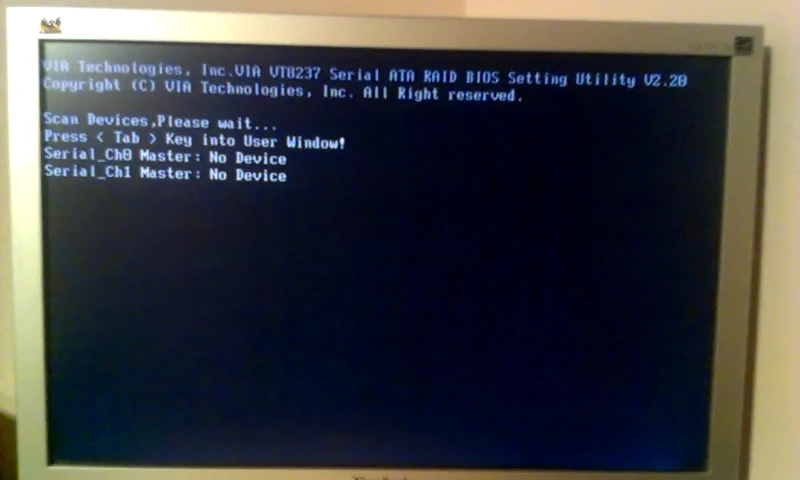 VIA Technologies, Inc.VIA VT8237 Serial ATA RAID BIOS Setting Utility V2.20
Copyright (C) VIA Technologies, Inc. All Right reserved.
Scan Devices,Please wait...
Press < Tab > Key into User Window!
Serial_Ch0 Master: No Device
Serial_Ch1 Master: No Device